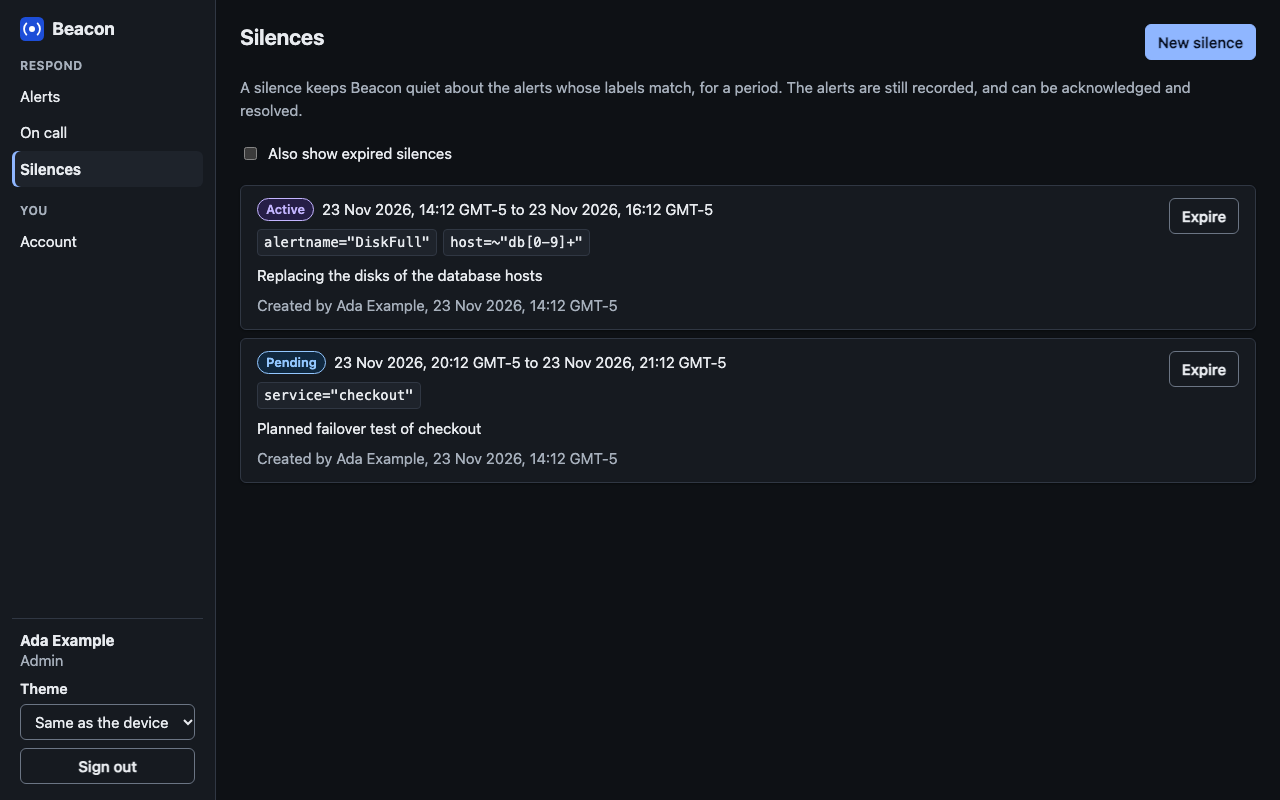 Beacon
RESPOND
Alerts
On call
Silences
YOU
Account
Ada Example
Admin
Theme
Same as the device
Sign out
Silences
New silence
A silence keeps Beacon quiet about the alerts whose labels match, for a period. The alerts are still recorded, and can be acknowledged and
resolved.
Also show expired silences
Active 23 Nov 2026, 14:12 GMT-5 to 23 Nov 2026, 16:12 GMT-5
Expire
alertname="DiskFull" host=~"db[0-9]+"
Replacing the disks of the database hosts
Created by Ada Example, 23 Nov 2026, 14:12 GMT-5
Pending 23 Nov 2026, 20:12 GMT-5 to 23 Nov 2026, 21:12 GMT-5
Expire
service="checkout"
Planned failover test of checkout
Created by Ada Example, 23 Nov 2026, 14:12 GMT-5